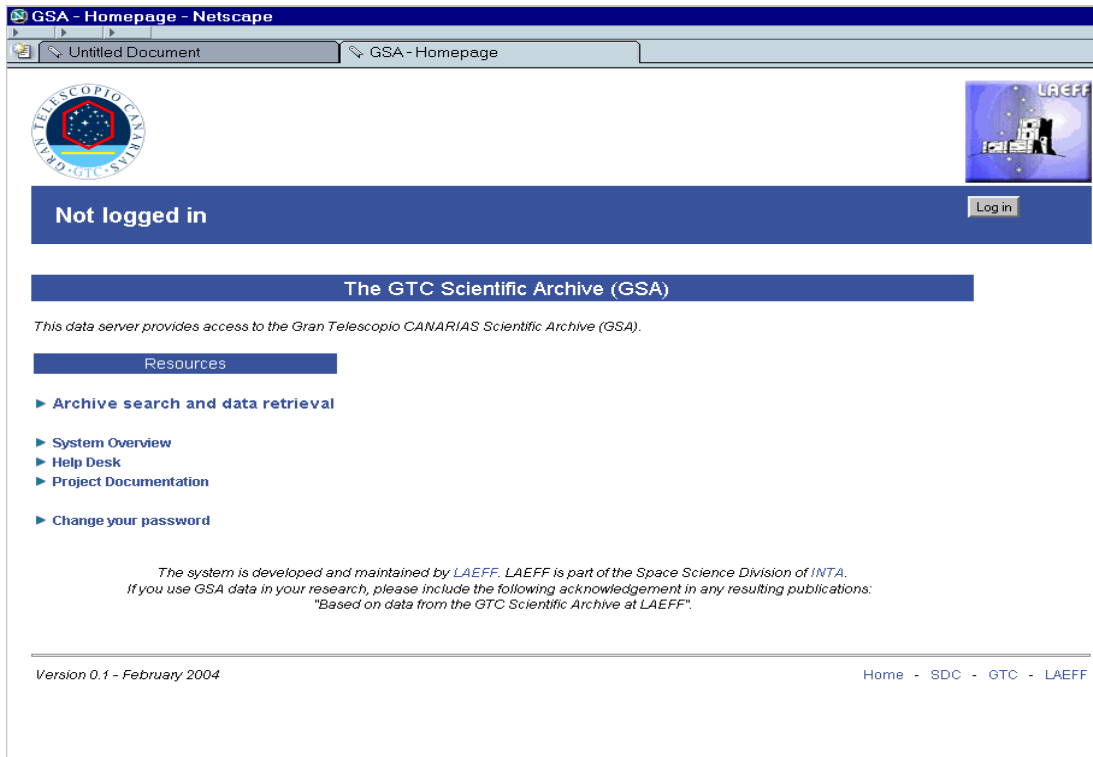 GSA - Homepage - Netscape
Untitled Document
GSA - Homepage
GRAN TELESCOPIO CANARIAS
·GTC·
LAEFF
Not logged in
Log in
The GTC Scientific Archive (GSA)
This data server provides access to the Gran Telescopio CANARIAS Scientific Archive (GSA).
Resources
Archive search and data retrieval
System Overview
Help Desk
Project Documentation
Change your password
The system is developed and maintained by LAEFF. LAEFF is part of the Space Science Division of INTA.
If you use GSA data in your research, please include the following acknowledgement in any resulting publications:
"Based on data from the GTC Scientific Archive at LAEFF".
Version 0.1 - February 2004
Home - SDC - GTC - LAEFF